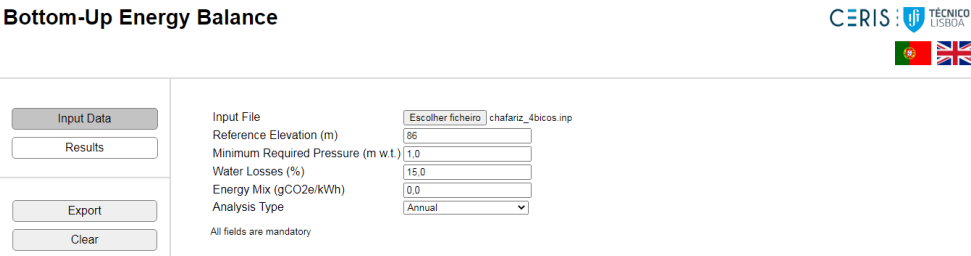 Bottom-Up Energy Balance
CERIS : TÉCNICO LISBOA
Input Data
Results
Export
Clear
Input File Escolher ficheiro chafariz_4bicos.inp
Reference Elevation (m) 86
Minimum Required Pressure (m w.t.) 1,0
Water Losses (%) 15,0
Energy Mix (gCO2e/kWh) 0,0
Analysis Type Annual
All fields are mandatory